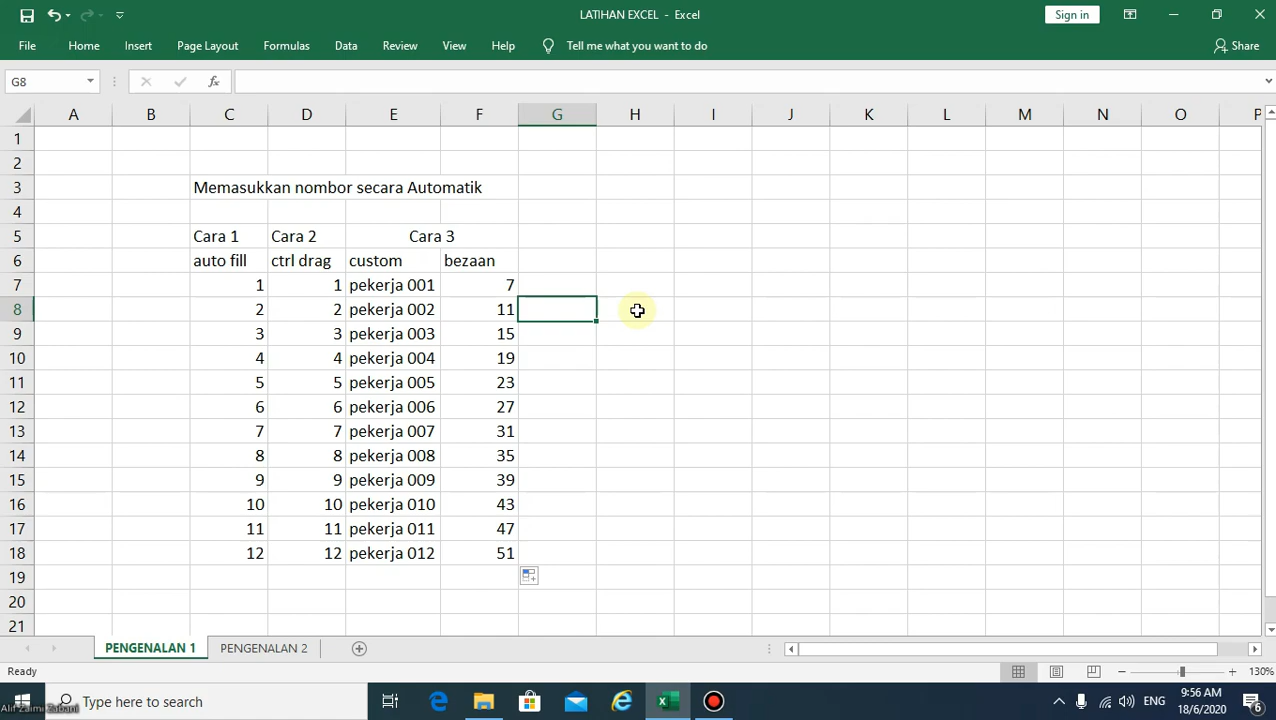 LATIHAN EXCEL - Excel
Sign in
File Home Insert Page Layout Formulas Data Review View Help Tell me what you want to do Share
G8
A B C D E F G H I J K L M N O P
1
2
3 Memasukkan nombor secara Automatik
4
5 Cara 1 Cara 2 Cara 3
6 auto fill ctrl drag custom bezaan
7 1 1 pekerja 001 7
8 2 2 pekerja 002 11
9 3 3 pekerja 003 15
10 4 4 pekerja 004 19
11 5 5 pekerja 005 23
12 6 6 pekerja 006 27
13 7 7 pekerja 007 31
14 8 8 pekerja 008 35
15 9 9 pekerja 009 39
16 10 10 pekerja 010 43
17 11 11 pekerja 011 47
18 12 12 pekerja 012 51
19
20
21
PENGENALAN 1 PENGENALAN 2
Ready 130%
Type here to search ENG 9:56 AM
18/6/2020 6
Alif Zaimi Zabani